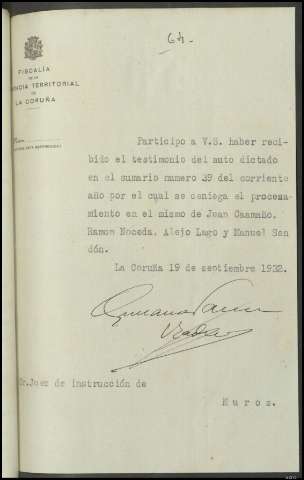 64-
FISCALÍA
DE LA
AUDIENCIA TERRITORIAL
DE
LA CORUÑA
Participo a V.S. haber reci-
bido el testimonio del auto dictado
en el sumario numero 39 del corriente
año por el cual se deniega el procesa-
miento en el mismo de Juan Caamaño,
Ramon Noceda, Alejo Lago y Manuel Sen
dón.
La Coruña 19 de septiembre 1932.
Sr.Juez de instrucción de
Muros.